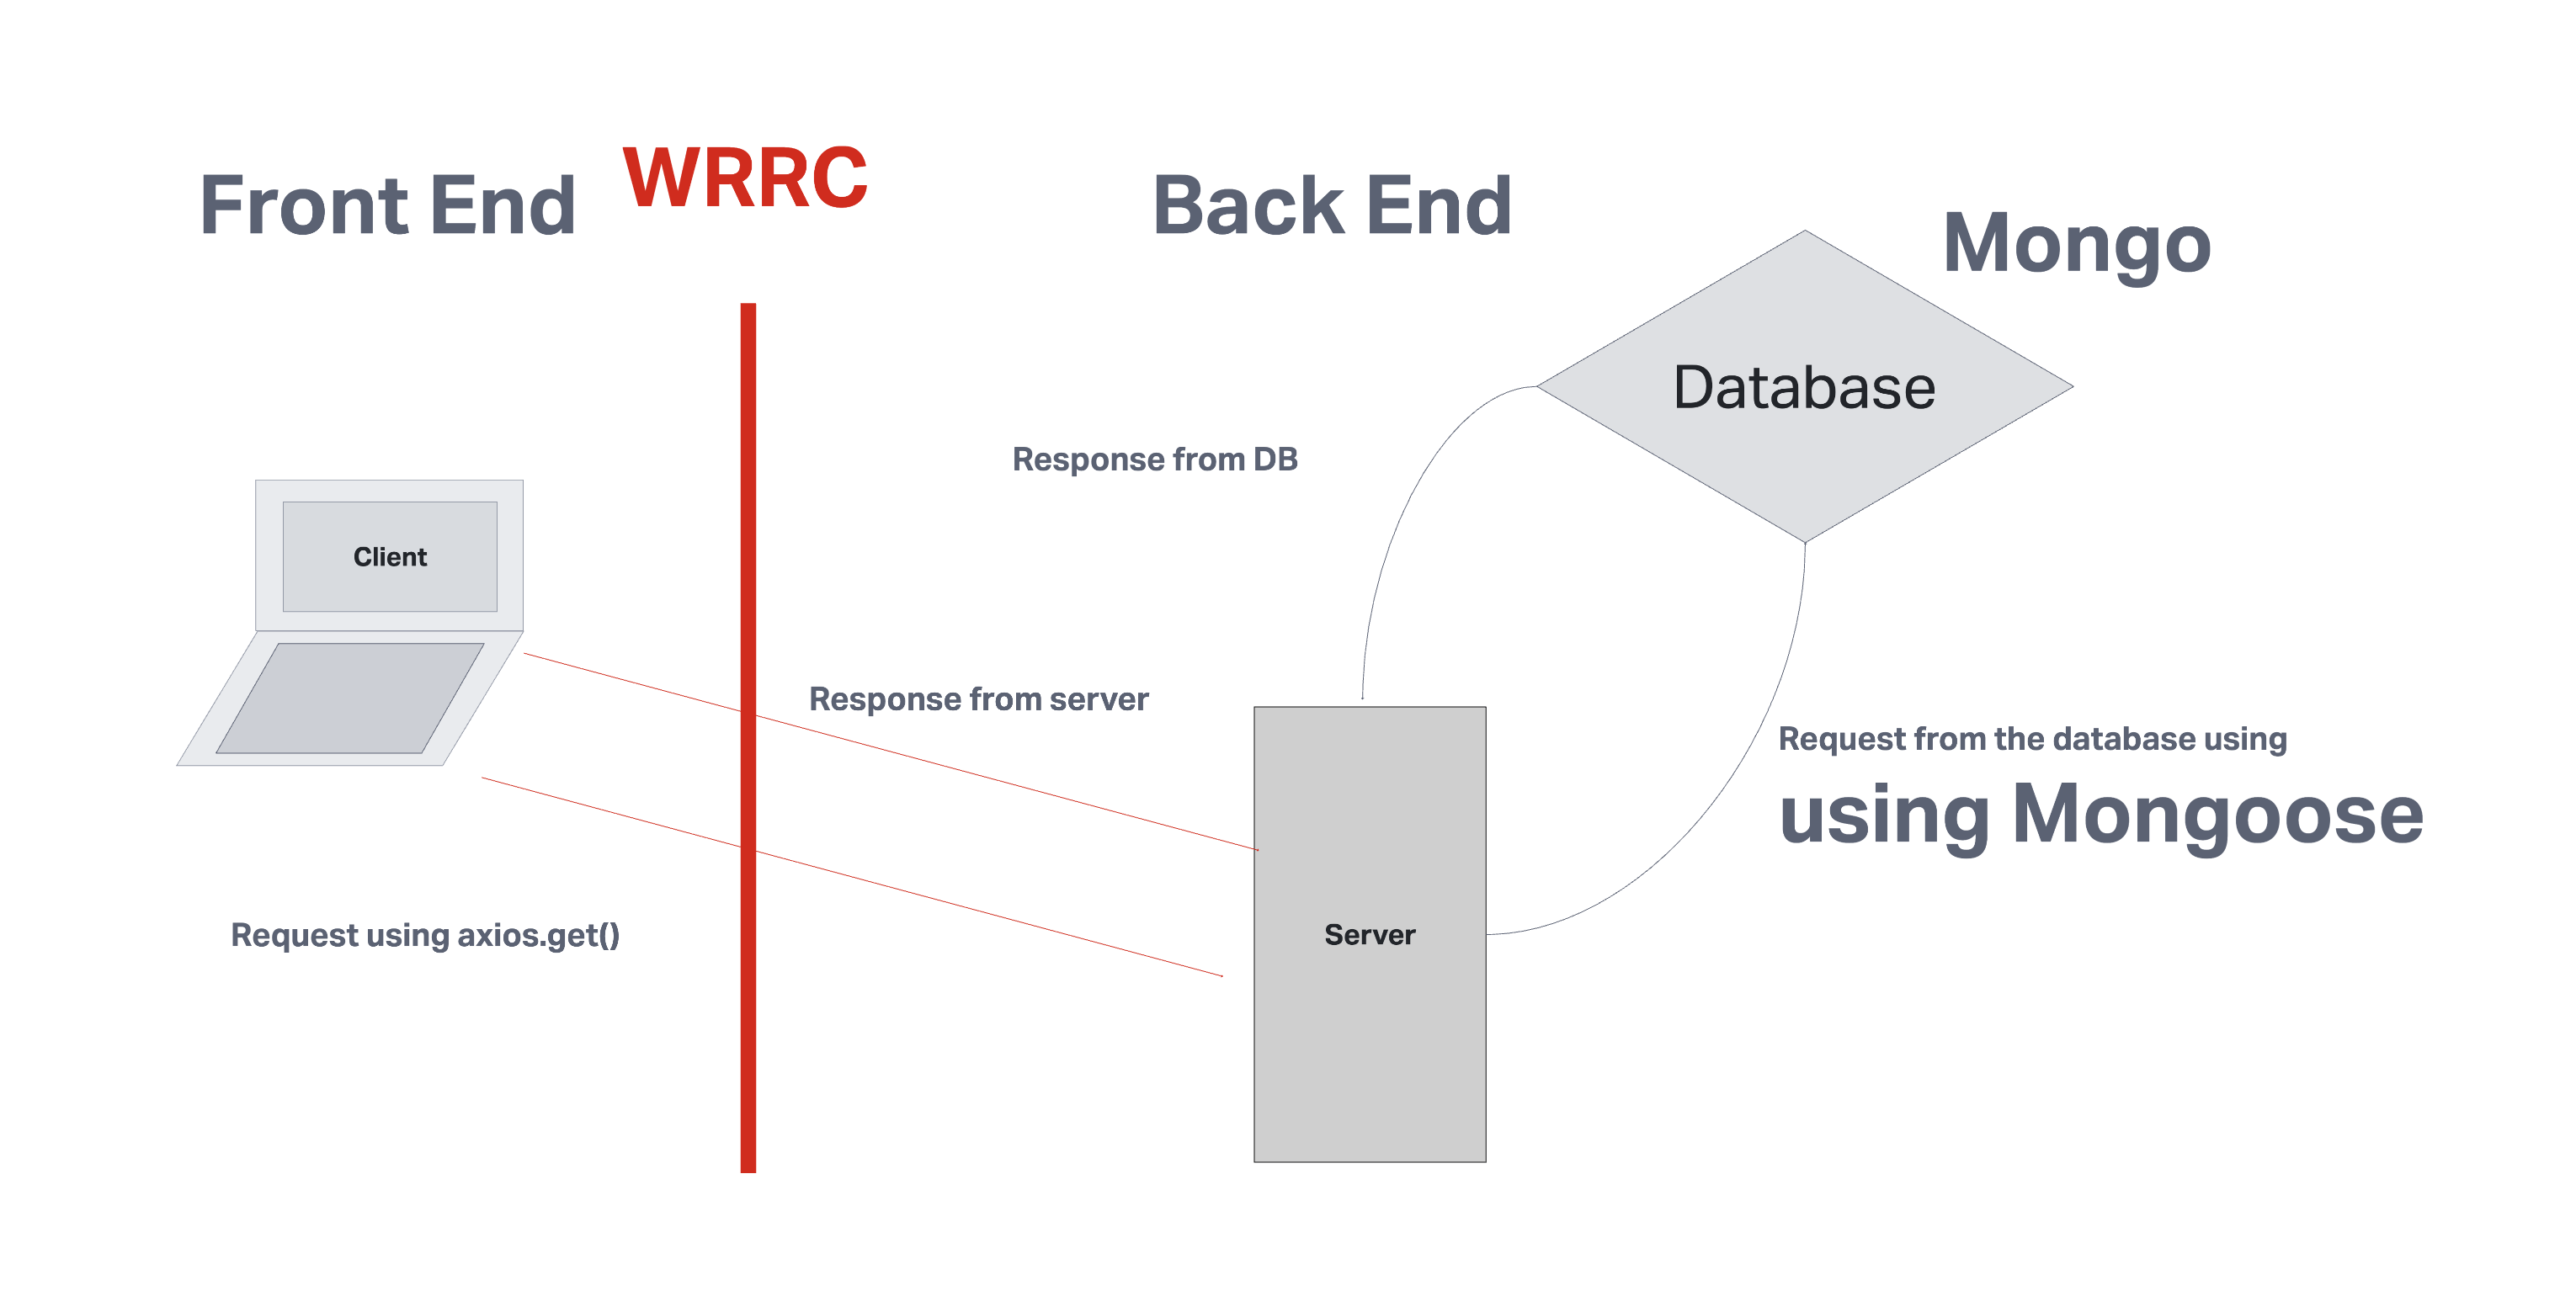 Front End
WRRC
Back End
Mongo
Database
Response from DB
Client
Response from server
Request from the database using
using Mongoose
Request using axios.get()
Server